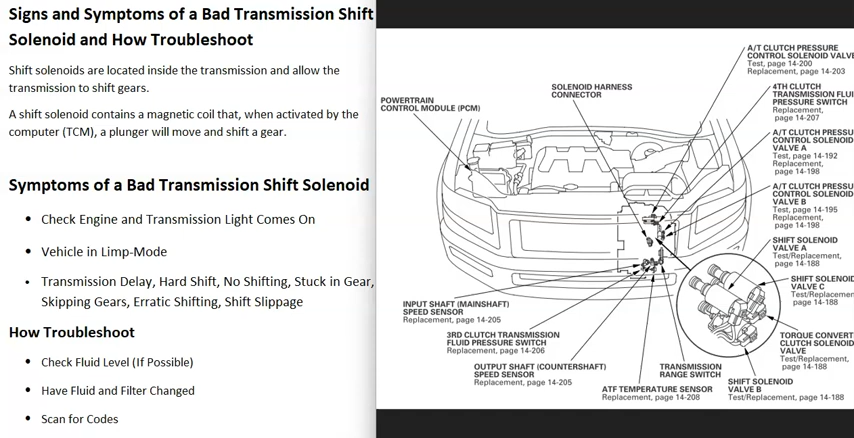 Signs and Symptoms of a Bad Transmission Shift
Solenoid and How Troubleshoot
Shift solenoids are located inside the transmission and allow the
transmission to shift gears.
A shift solenoid contains a magnetic coil that, when activated by the
computer (TCM), a plunger will move and shift a gear.
Symptoms of a Bad Transmission Shift Solenoid
• Check Engine and Transmission Light Comes On
• Vehicle in Limp-Mode
• Transmission Delay, Hard Shift, No Shifting, Stuck in Gear,
Skipping Gears, Erratic Shifting, Shift Slippage
How Troubleshoot
• Check Fluid Level (If Possible)
• Have Fluid and Filter Changed
• Scan for Codes
POWERTRAIN
CONTROL MODULE (PCM)
SOLENOID HARNESS
CONNECTOR
A/T CLUTCH PRESSURE
CONTROL SOLENOID VALVE
Test, page 14-200
Replacement, page 14-203
4TH CLUTCH
TRANSMISSION FLUI
PRESSURE SWITCH
Replacement,
page 14-207
A/T CLUTCH PRESSU
CONTROL SOLENOID
VALVE A
Test, page 14-192
Replacement,
page 14-198
A/T CLUTCH PRESSU
CONTROL SOLENOID
VALVE B
Test, page 14-195
Replacement,
page 14-198
SHIFT SOLENOID
VALVE A
Test/Replacement,
page 14-188
SHIFT SOLENOID
VALVE C
Test/Replacemen
page 14-188
TORQUE CONVERT
CLUTCH SOLENOID
VALVE
Test/Replacement,
page 14-188
SHIFT SOLENOID
VALVE B
Test/Replacement, page 14-188
INPUT SHAFT (MAINSHAFT)
SPEED SENSOR
Replacement, page 14-205
3RD CLUTCH TRANSMISSION
FLUID PRESSURE SWITCH
Replacement, page 14-206
OUTPUT SHAFT (COUNTERSHAFT)
SPEED SENSOR
Replacement, page 14-205
TRANSMISSION
RANGE SWITCH
ATF TEMPERATURE SENSOR
Replacement, page 14-208